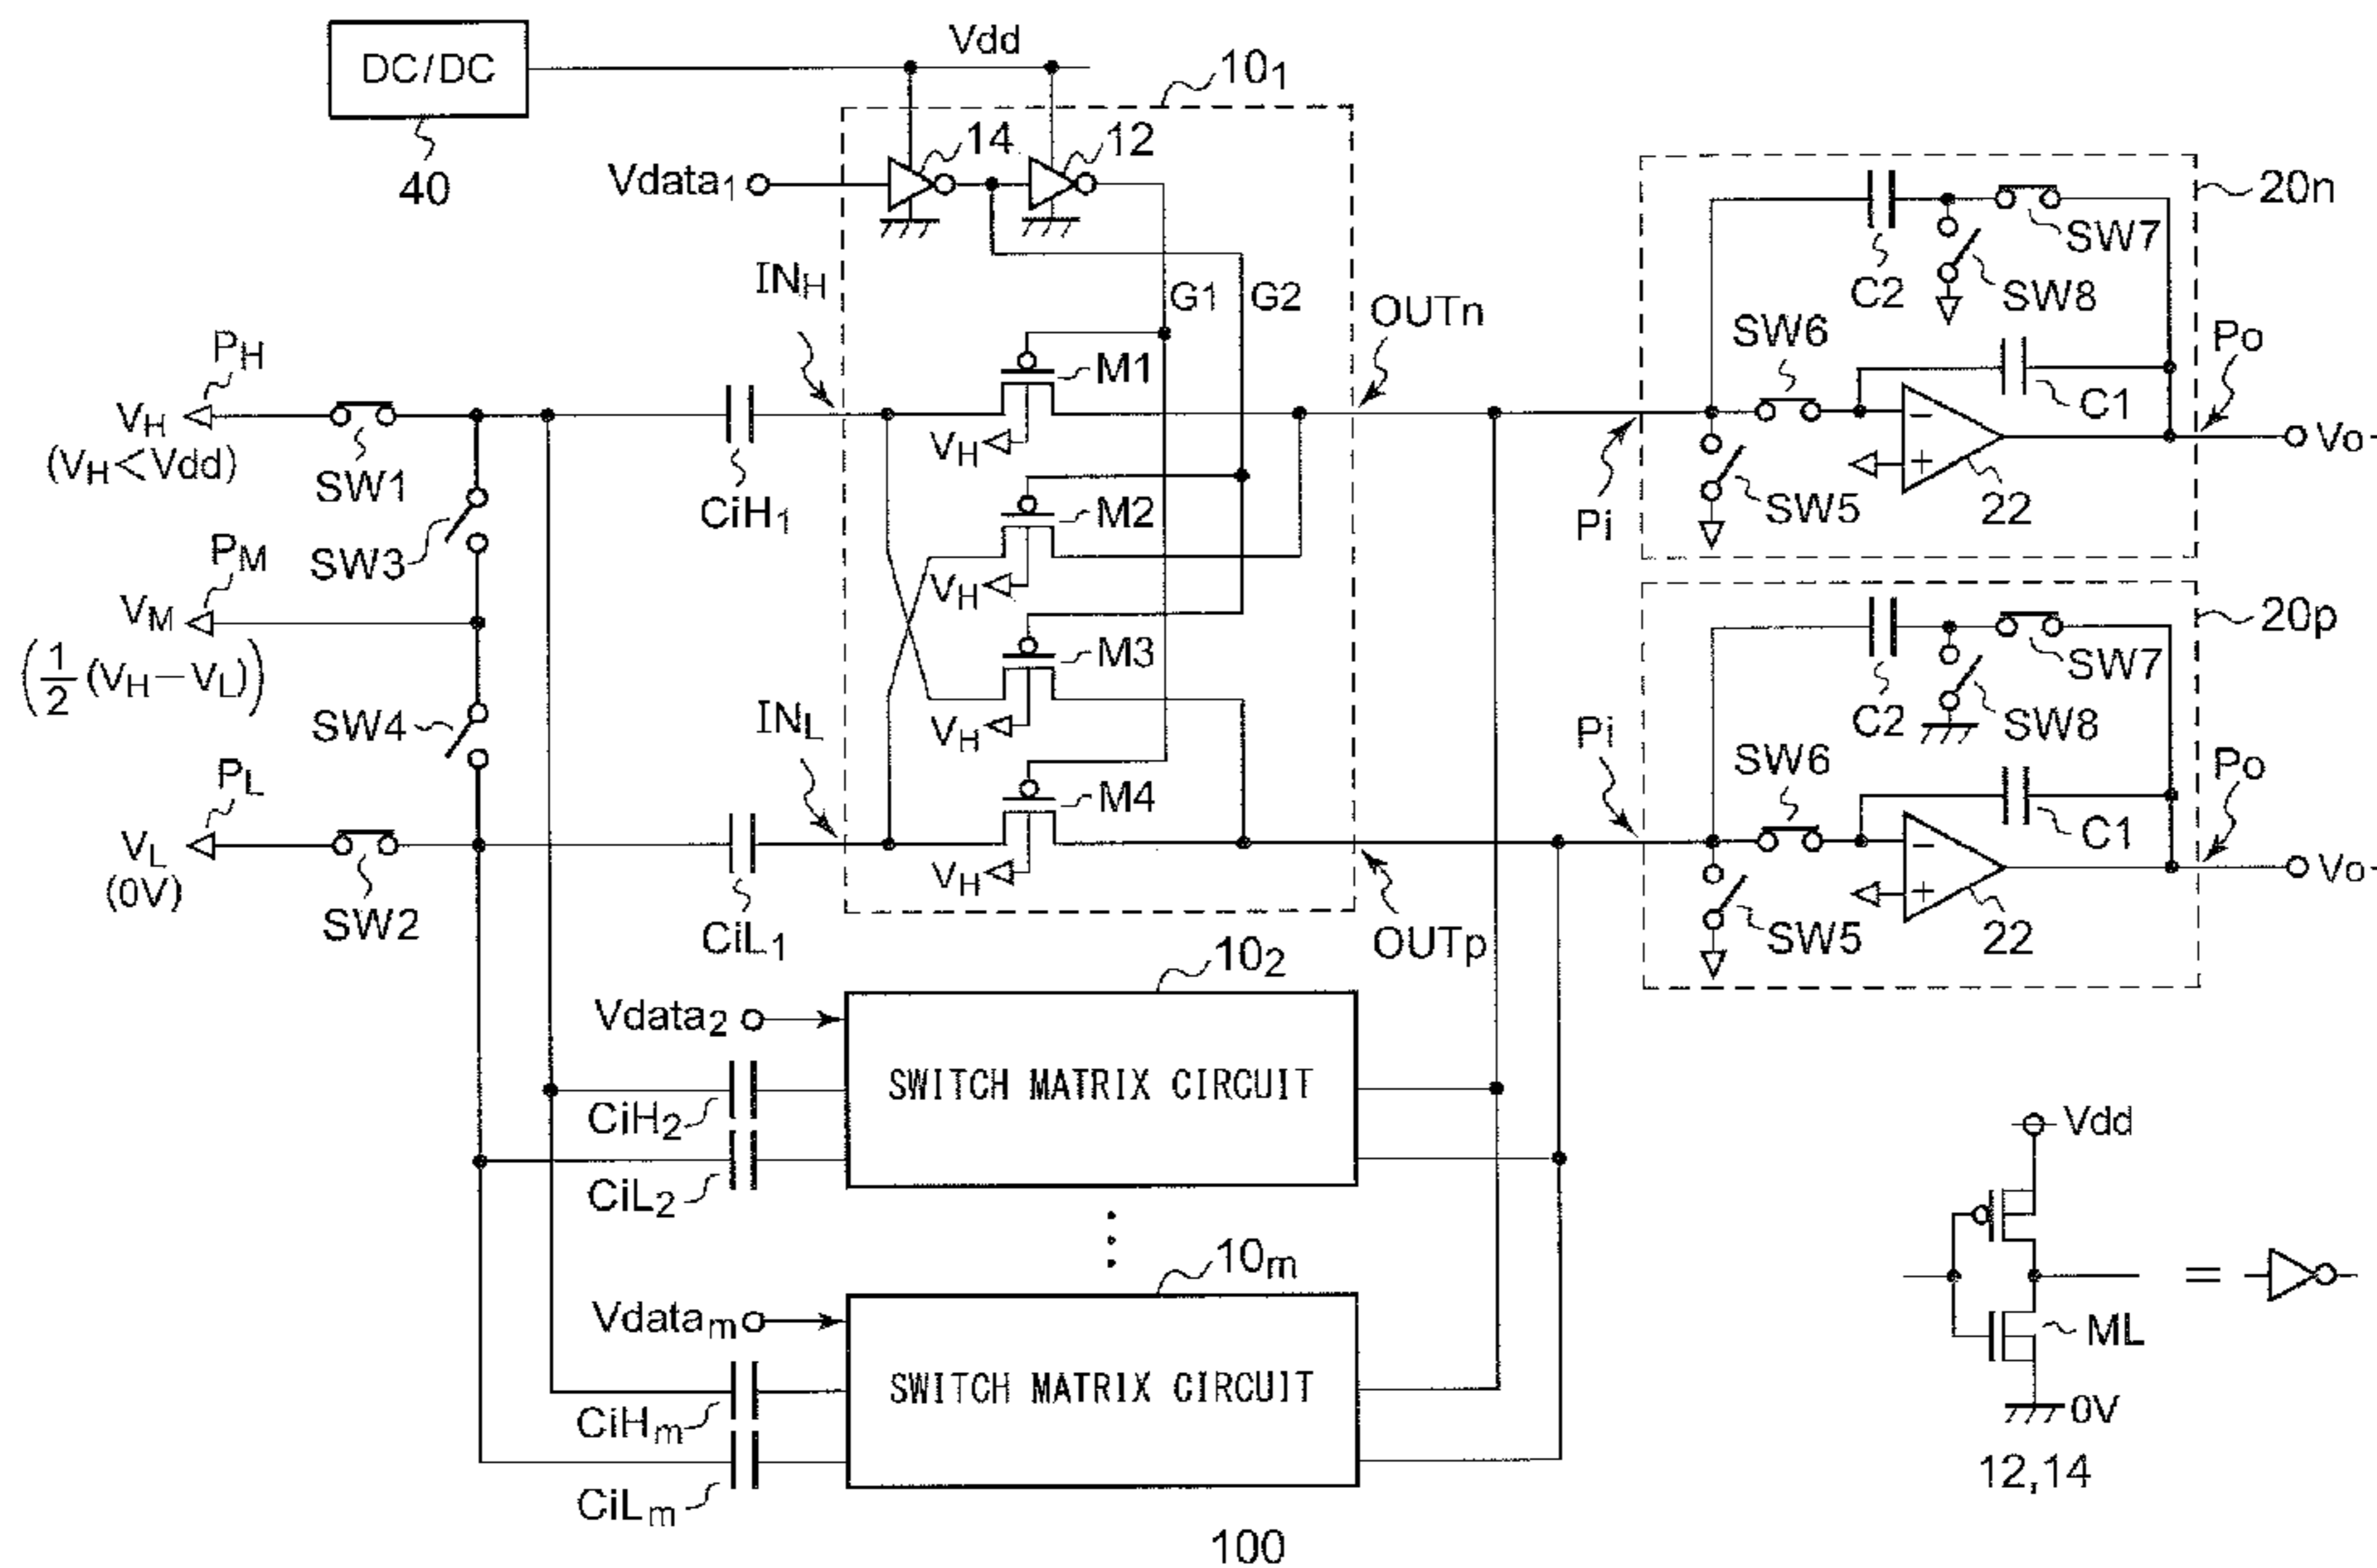 DC/DC
40
Vdd
10₁
14
12
Vdata₁
G1
G2
IN_H
OUTn
P_H
V_H
(V_H<Vdd)
SW1
SW3
P_M
V_M
(1/2 (V_H−V_L))
SW4
P_L
V_L
(0V)
SW2
CiH₁
M1
V_H
M2
V_H
M3
V_H
M4
V_H
IN_L
CiL₁
OUTp
20n
C2
SW7
SW8
SW6
C1
−
+
22
SW5
Pi
Po
Vo-
20p
C2
SW7
SW8
SW6
C1
−
+
22
SW5
Pi
Po
Vo-
10₂
Vdata₂
SWITCH MATRIX CIRCUIT
CiH₂
CiL₂
10ₘ
Vdataₘ
SWITCH MATRIX CIRCUIT
CiHₘ
CiLₘ
100
Vdd
=
ML
0V
12,14